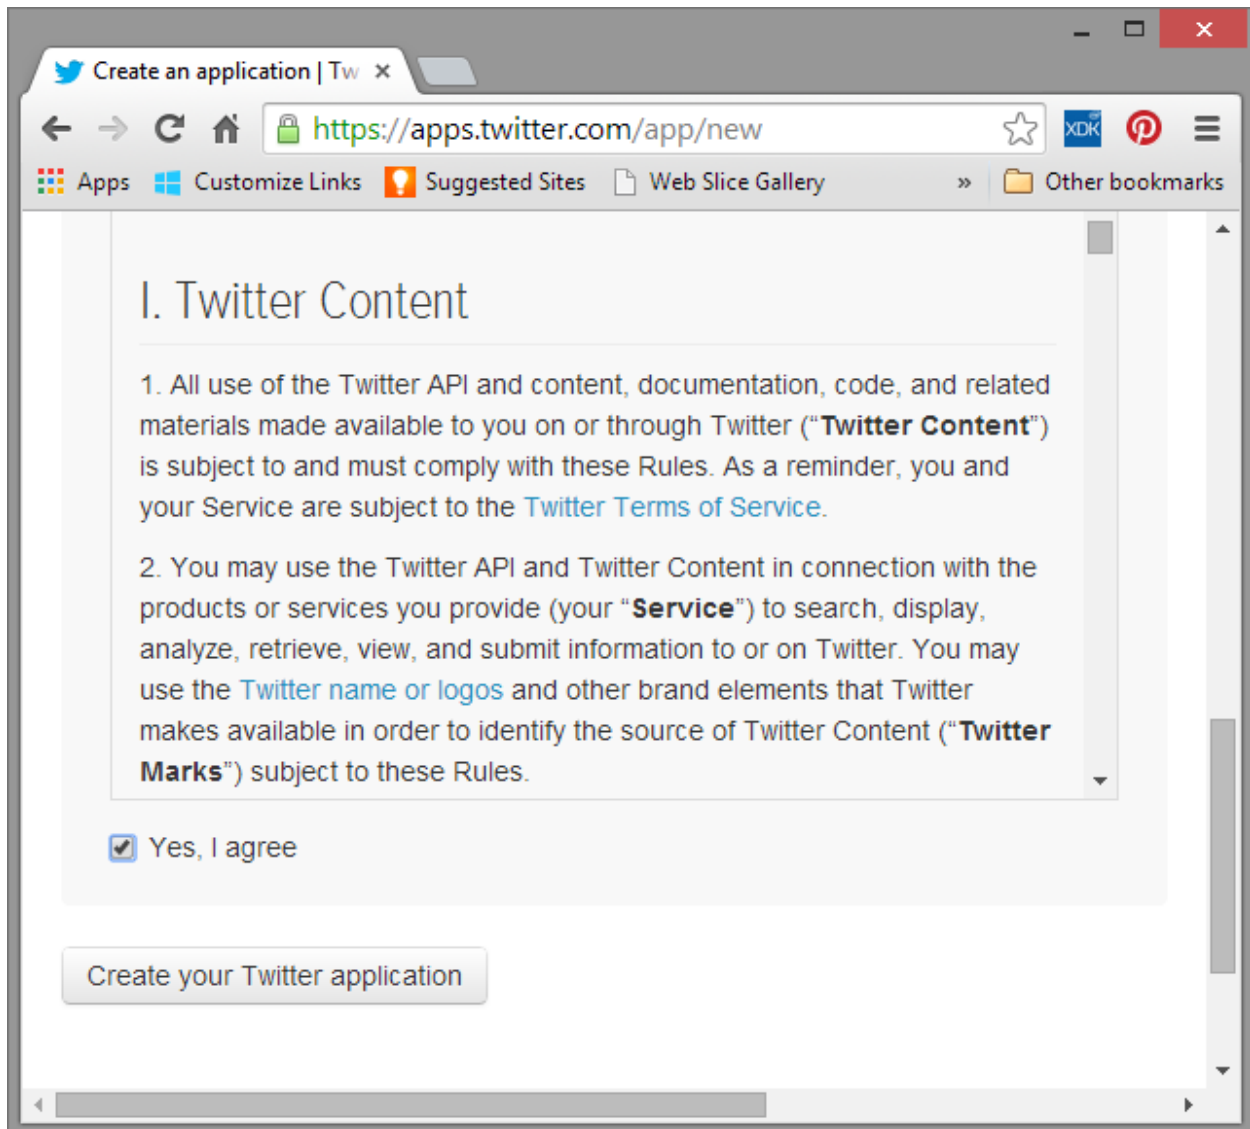 Create an application | Tw
https://apps.twitter.com/app/new
XDK
Apps Customize Links Suggested Sites Web Slice Gallery » Other bookmarks
I. Twitter Content
1. All use of the Twitter API and content, documentation, code, and related
materials made available to you on or through Twitter (“Twitter Content”)
is subject to and must comply with these Rules. As a reminder, you and
your Service are subject to the Twitter Terms of Service.
2. You may use the Twitter API and Twitter Content in connection with the
products or services you provide (your “Service”) to search, display,
analyze, retrieve, view, and submit information to or on Twitter. You may
use the Twitter name or logos and other brand elements that Twitter
makes available in order to identify the source of Twitter Content (“Twitter
Marks”) subject to these Rules.
Yes, I agree
Create your Twitter application